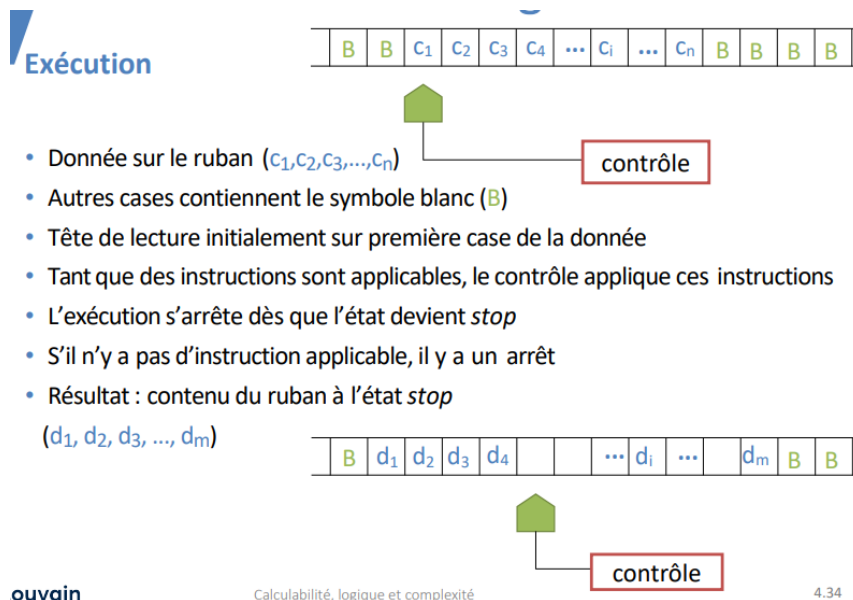 B B c1 c2 c3 c4 ... ci ... cn B B B B
Exécution
• Donnée sur le ruban (c1,c2,c3,...,cn)
contrôle
• Autres cases contiennent le symbole blanc (B)
• Tête de lecture initialement sur première case de la donnée
• Tant que des instructions sont applicables, le contrôle applique ces instructions
• L'exécution s'arrête dès que l'état devient stop
• S'il n'y a pas d'instruction applicable, il y a un arrêt
• Résultat : contenu du ruban à l'état stop
(d1, d2, d3, ..., dm)
B d1 d2 d3 d4 ... di ... dm B B
contrôle
ouvain
Calculabilité, logique et complexité
4.34